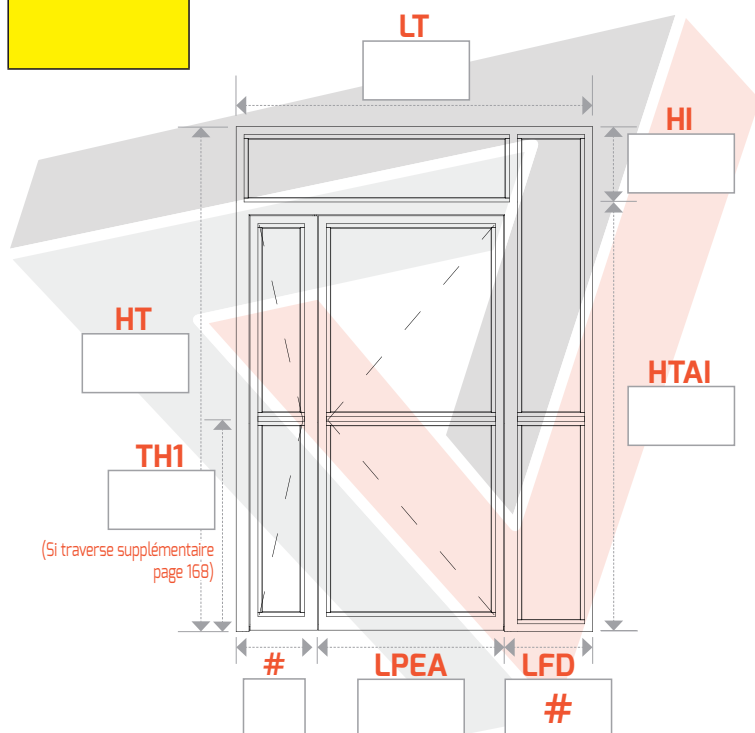 LT
HI
HT
HTAI
TH1
(Si traverse supplémentaire
page 168)
#
LPEA
LFD
#